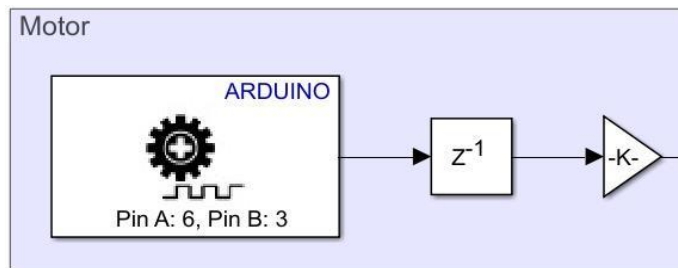 Motor
ARDUINO
Pin A: 6, Pin B: 3
Z⁻¹
-K-